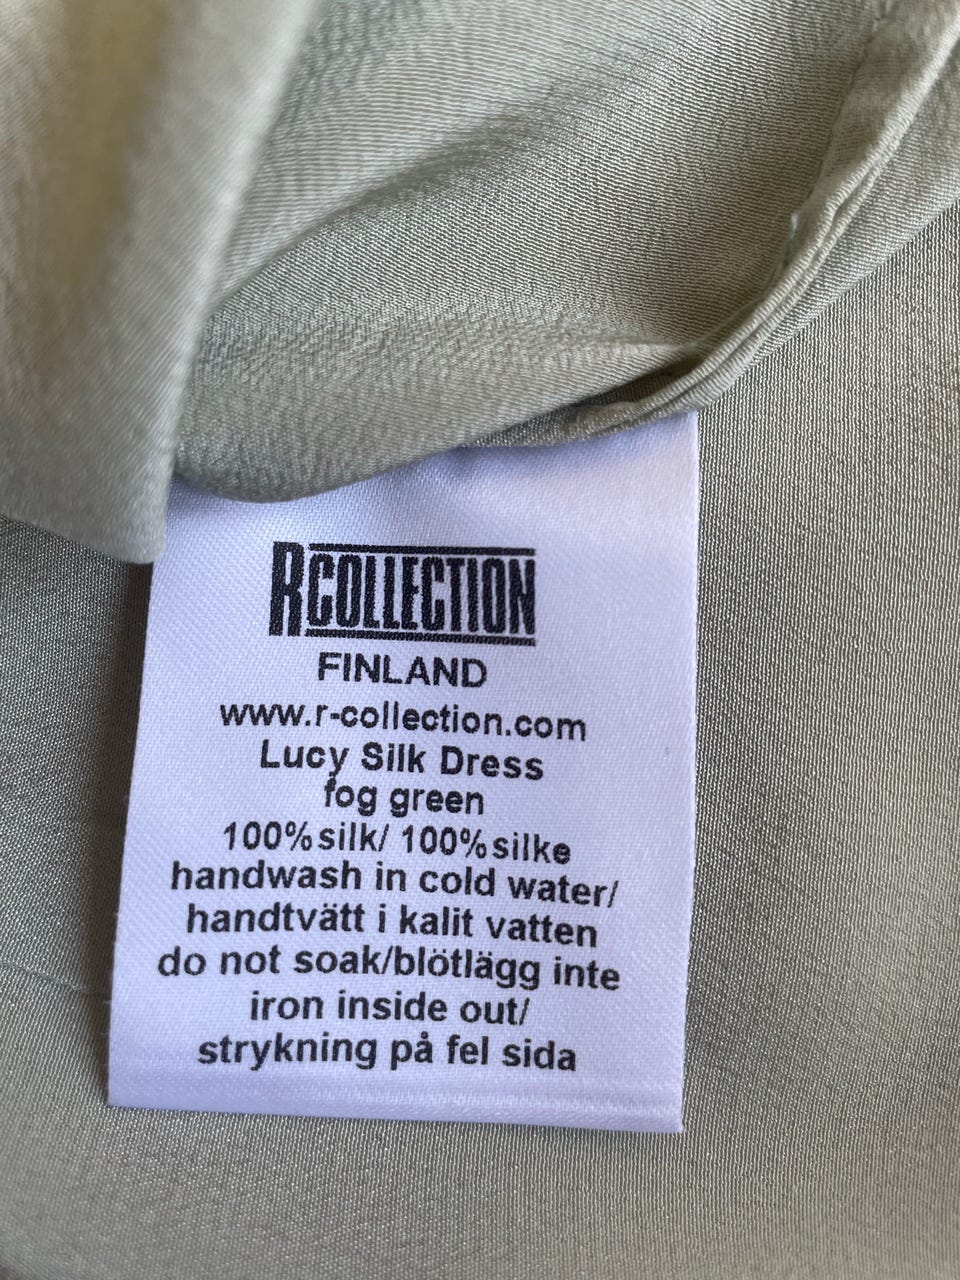 RCOLLECTION
FINLAND
www.r-collection.com
Lucy Silk Dress
fog green
100%silk/ 100%silke
handwash in cold water/
handtvätt i kalit vatten
do not soak/blötlägg inte
iron inside out/
strykning på fel sida